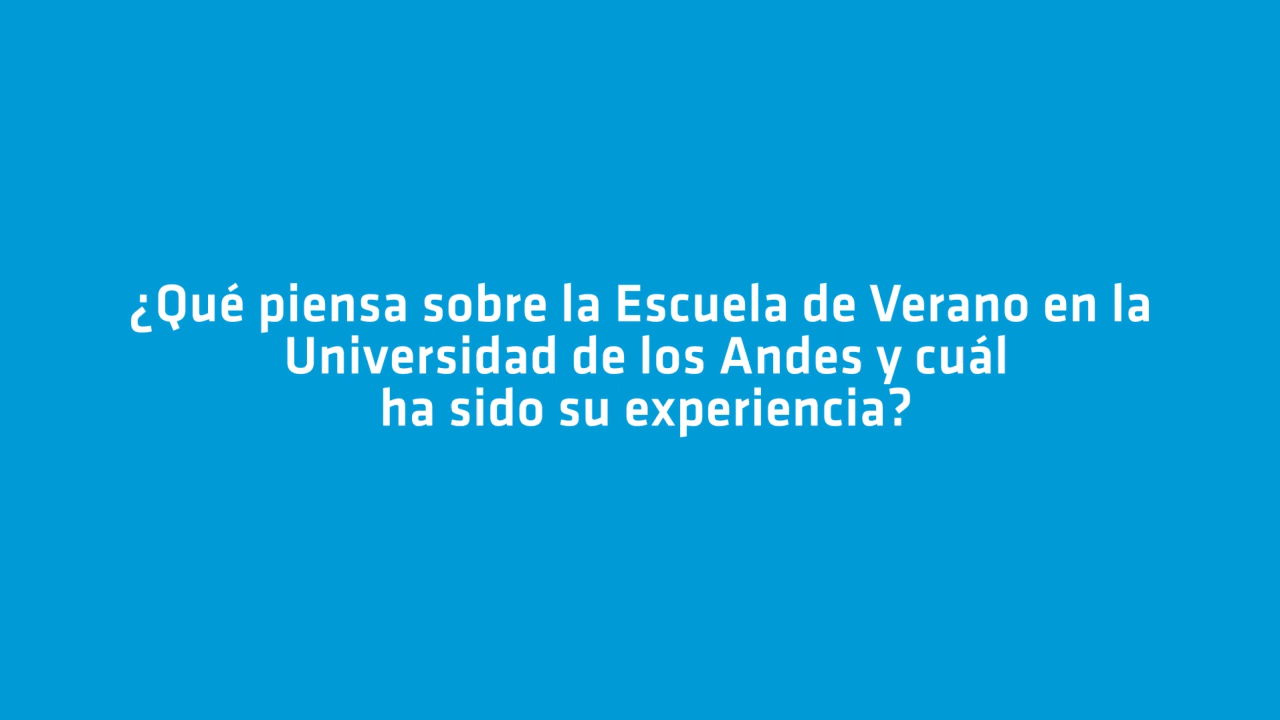 ¿Qué piensa sobre la Escuela de Verano en la
Universidad de los Andes y cuál
ha sido su experiencia?